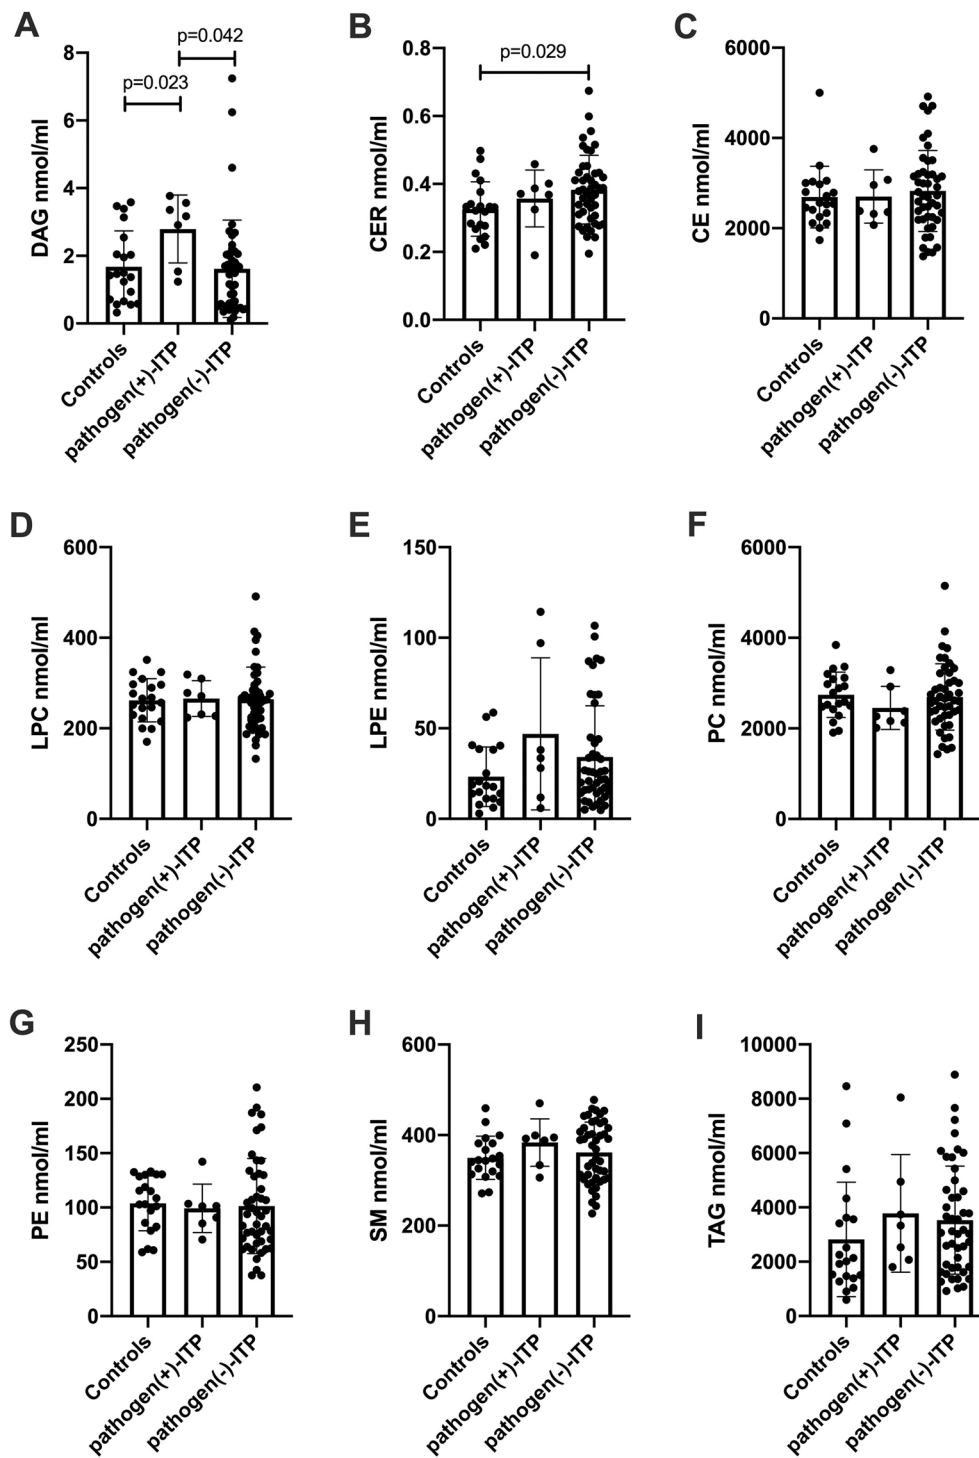 A
DAG nmol/ml
8
6
4
2
0
p=0.023
p=0.042
Controls
pathogen(+)-ITP
pathogen(-)-ITP
B
CER nmol/ml
0.8
0.6
0.4
0.2
0.0
p=0.029
Controls
pathogen(+)-ITP
pathogen(-)-ITP
C
CE nmol/ml
6000
4000
2000
0
Controls
pathogen(+)-ITP
pathogen(-)-ITP
D
LPC nmol/ml
600
400
200
0
Controls
pathogen(+)-ITP
pathogen(-)-ITP
E
LPE nmol/ml
150
100
50
0
Controls
pathogen(+)-ITP
pathogen(-)-ITP
F
PC nmol/ml
6000
4000
2000
0
Controls
pathogen(+)-ITP
pathogen(-)-ITP
G
PE nmol/ml
250
200
150
100
50
0
Controls
pathogen(+)-ITP
pathogen(-)-ITP
H
SM nmol/ml
600
400
200
0
Controls
pathogen(+)-ITP
pathogen(-)-ITP
I
TAG nmol/ml
10000
8000
6000
4000
2000
0
Controls
pathogen(+)-ITP
pathogen(-)-ITP